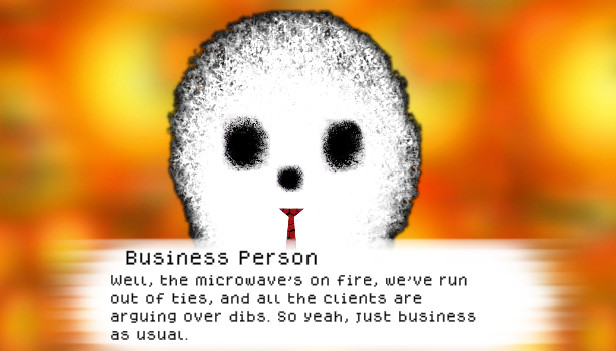 Business Person
Well, the microwave's on fire, we've run
out of ties, and all the clients are
arguing over dibs. So yeah, just business
as usual.